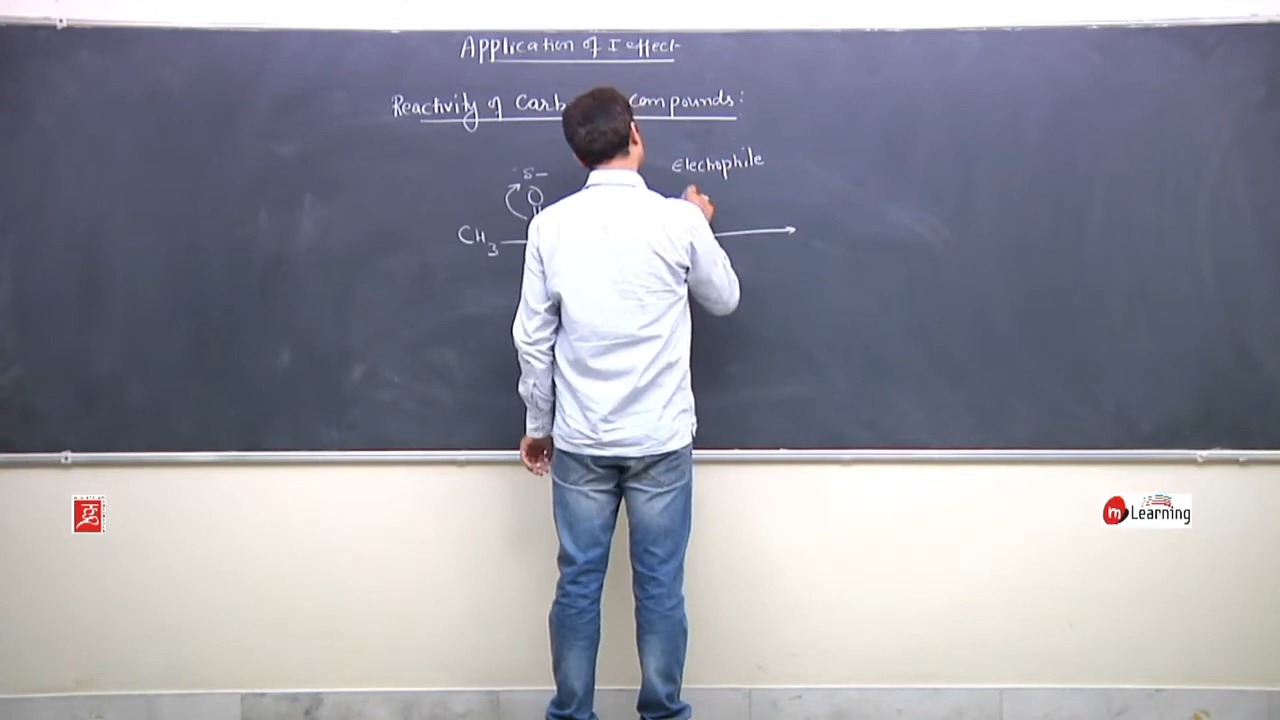 Application of I effect
Reactivity of Carb compounds:
Electrophile
δ-
O
CH3
m Learning